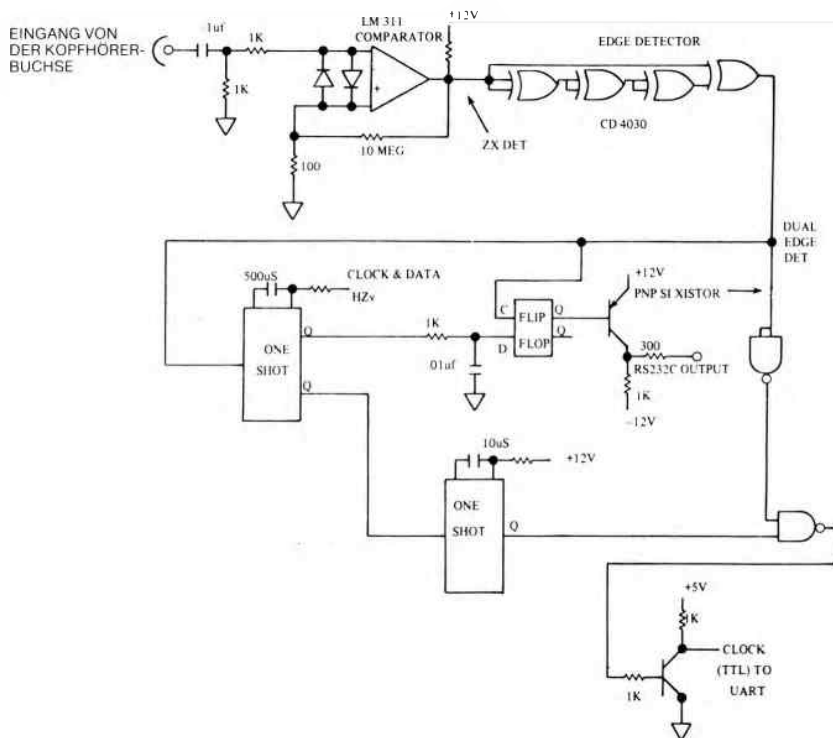 EINGANG VON
DER KOPFHÖRER-
BUCHSE
1uf
1K
1K
LM 311
COMPARATOR
+12V
+
10 MEG
100
ZX DET
EDGE DETECTOR
CD 4030
DUAL
EDGE
DET
500uS
CLOCK & DATA
HZv
ONE
SHOT
Q
Q
1K
01uf
C
D
FLIP
FLOP
Q
Q
+12V
PNP SI XISTOR
300
RS232C OUTPUT
1K
-12V
10uS
+12V
ONE
SHOT
Q
+5V
1K
CLOCK
(TTL) TO
UART
1K